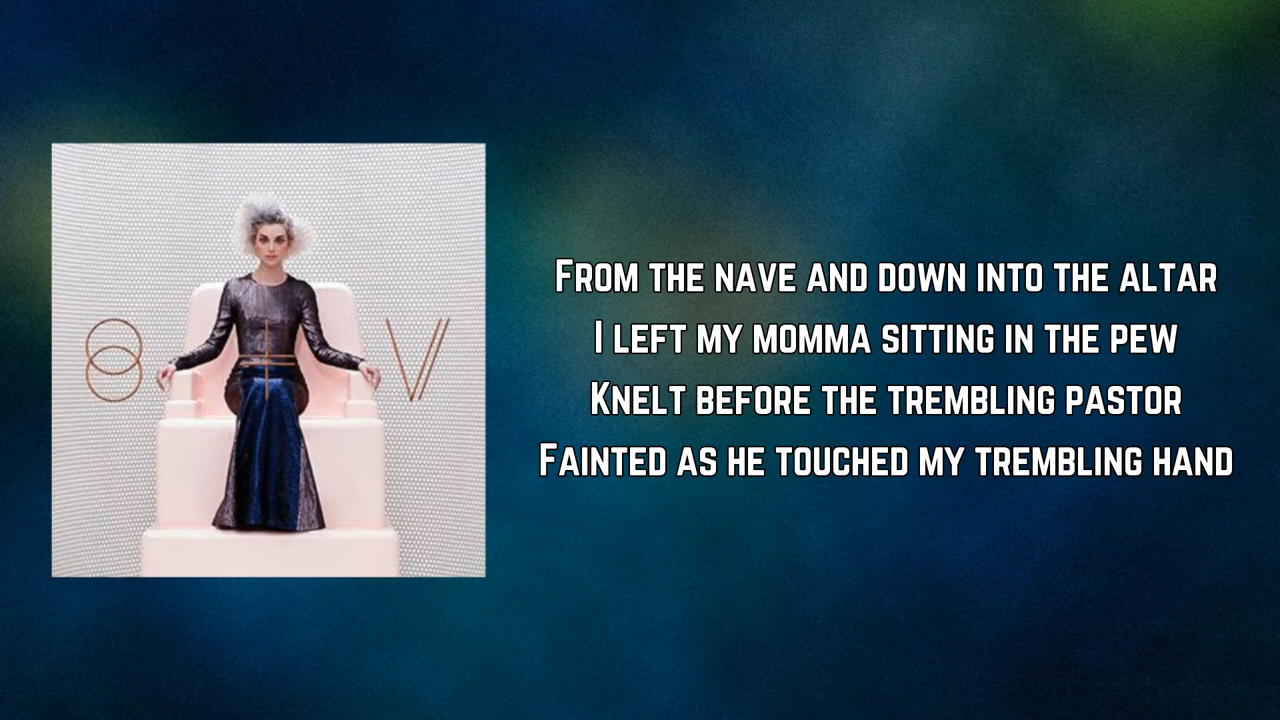 From the nave and down into the altar
I left my momma sitting in the pew
Knelt before the trembling pastor
Fainted as he touched my trembling hand